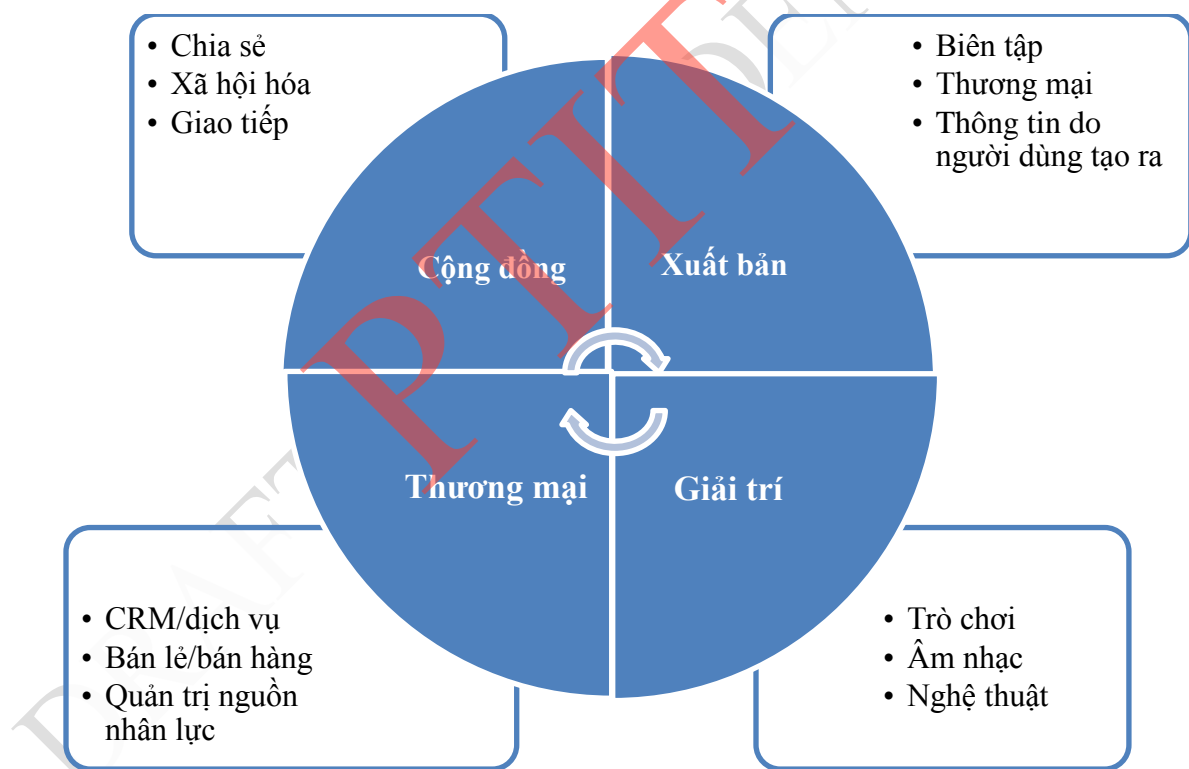 • Chia sẻ
• Xã hội hóa
• Giao tiếp
• Biên tập
• Thương mại
• Thông tin do
người dùng tạo ra
Cộng đồng
Xuất bản
Thương mại
Giải trí
• CRM/dịch vụ
• Bán lẻ/bán hàng
• Quản trị nguồn
nhân lực
• Trò chơi
• Âm nhạc
• Nghệ thuật
PTIT
DRAFT